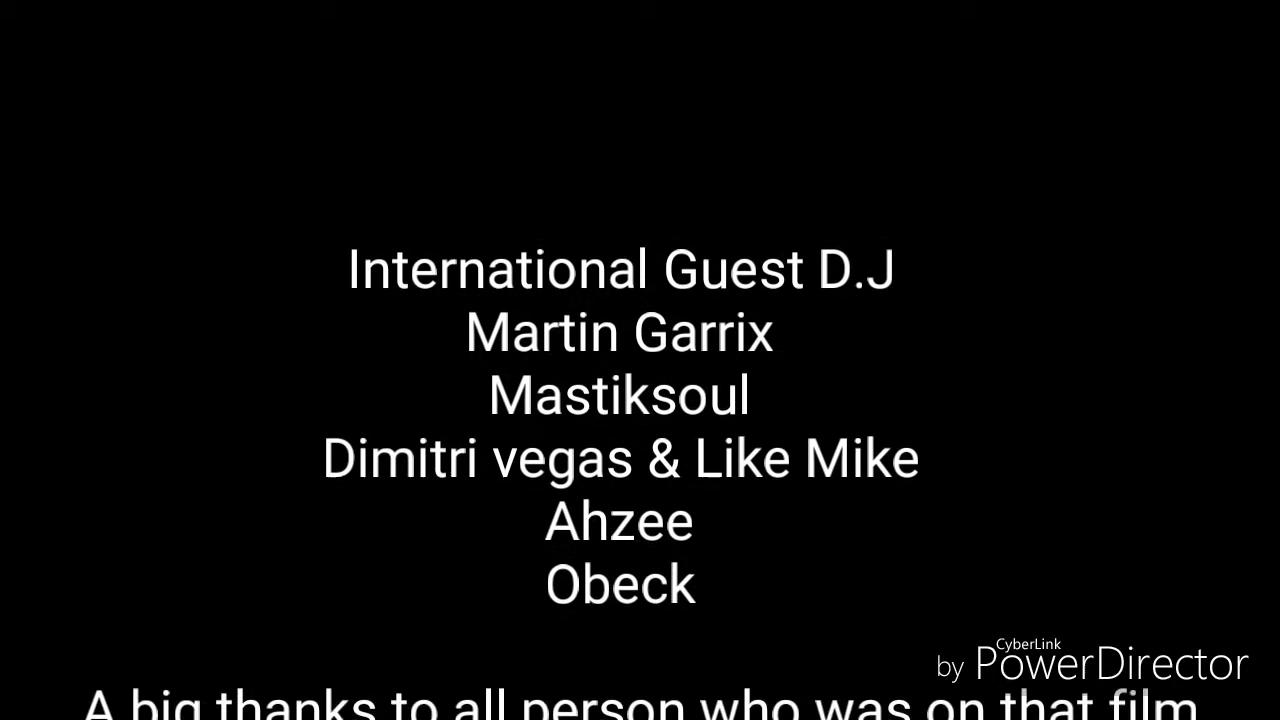 International Guest D.J
Martin Garrix
Mastiksoul
Dimitri vegas & Like Mike
Ahzee
Obeck
CyberLink
by PowerDirector
A big thanks to all person who was on that film